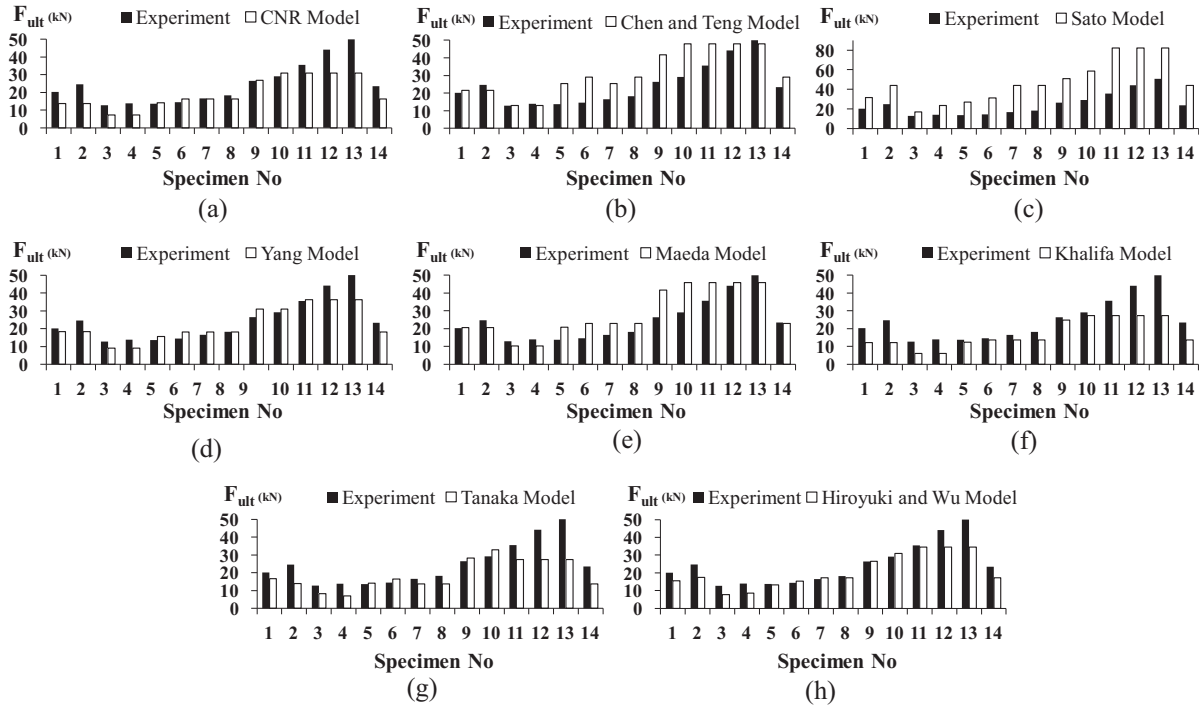 F_ult (kN) Experiment CNR Model
50
40
30
20
10
0
1 2 3 4 5 6 7 8 9 10 11 12 13 14
Specimen No
(a)
F_ult (kN) Experiment Chen and Teng Model
50
40
30
20
10
0
1 2 3 4 5 6 7 8 9 10 11 12 13 14
Specimen No
(b)
F_ult (kN) Experiment Sato Model
80
60
40
20
0
1 2 3 4 5 6 7 8 9 10 11 12 13 14
Specimen No
(c)
F_ult (kN) Experiment Yang Model
50
40
30
20
10
0
1 2 3 4 5 6 7 8 9 10 11 12 13 14
Specimen No
(d)
F_ult (kN) Experiment Maeda Model
50
40
30
20
10
0
1 2 3 4 5 6 7 8 9 10 11 12 13 14
Specimen No
(e)
F_ult (kN) Experiment Khalifa Model
50
40
30
20
10
0
1 2 3 4 5 6 7 8 9 10 11 12 13 14
Specimen No
(f)
F_ult (kN) Experiment Tanaka Model
50
40
30
20
10
0
1 2 3 4 5 6 7 8 9 10 11 12 13 14
Specimen No
(g)
F_ult (kN) Experiment Hiroyuki and Wu Model
50
40
30
20
10
0
1 2 3 4 5 6 7 8 9 10 11 12 13 14
Specimen No
(h)